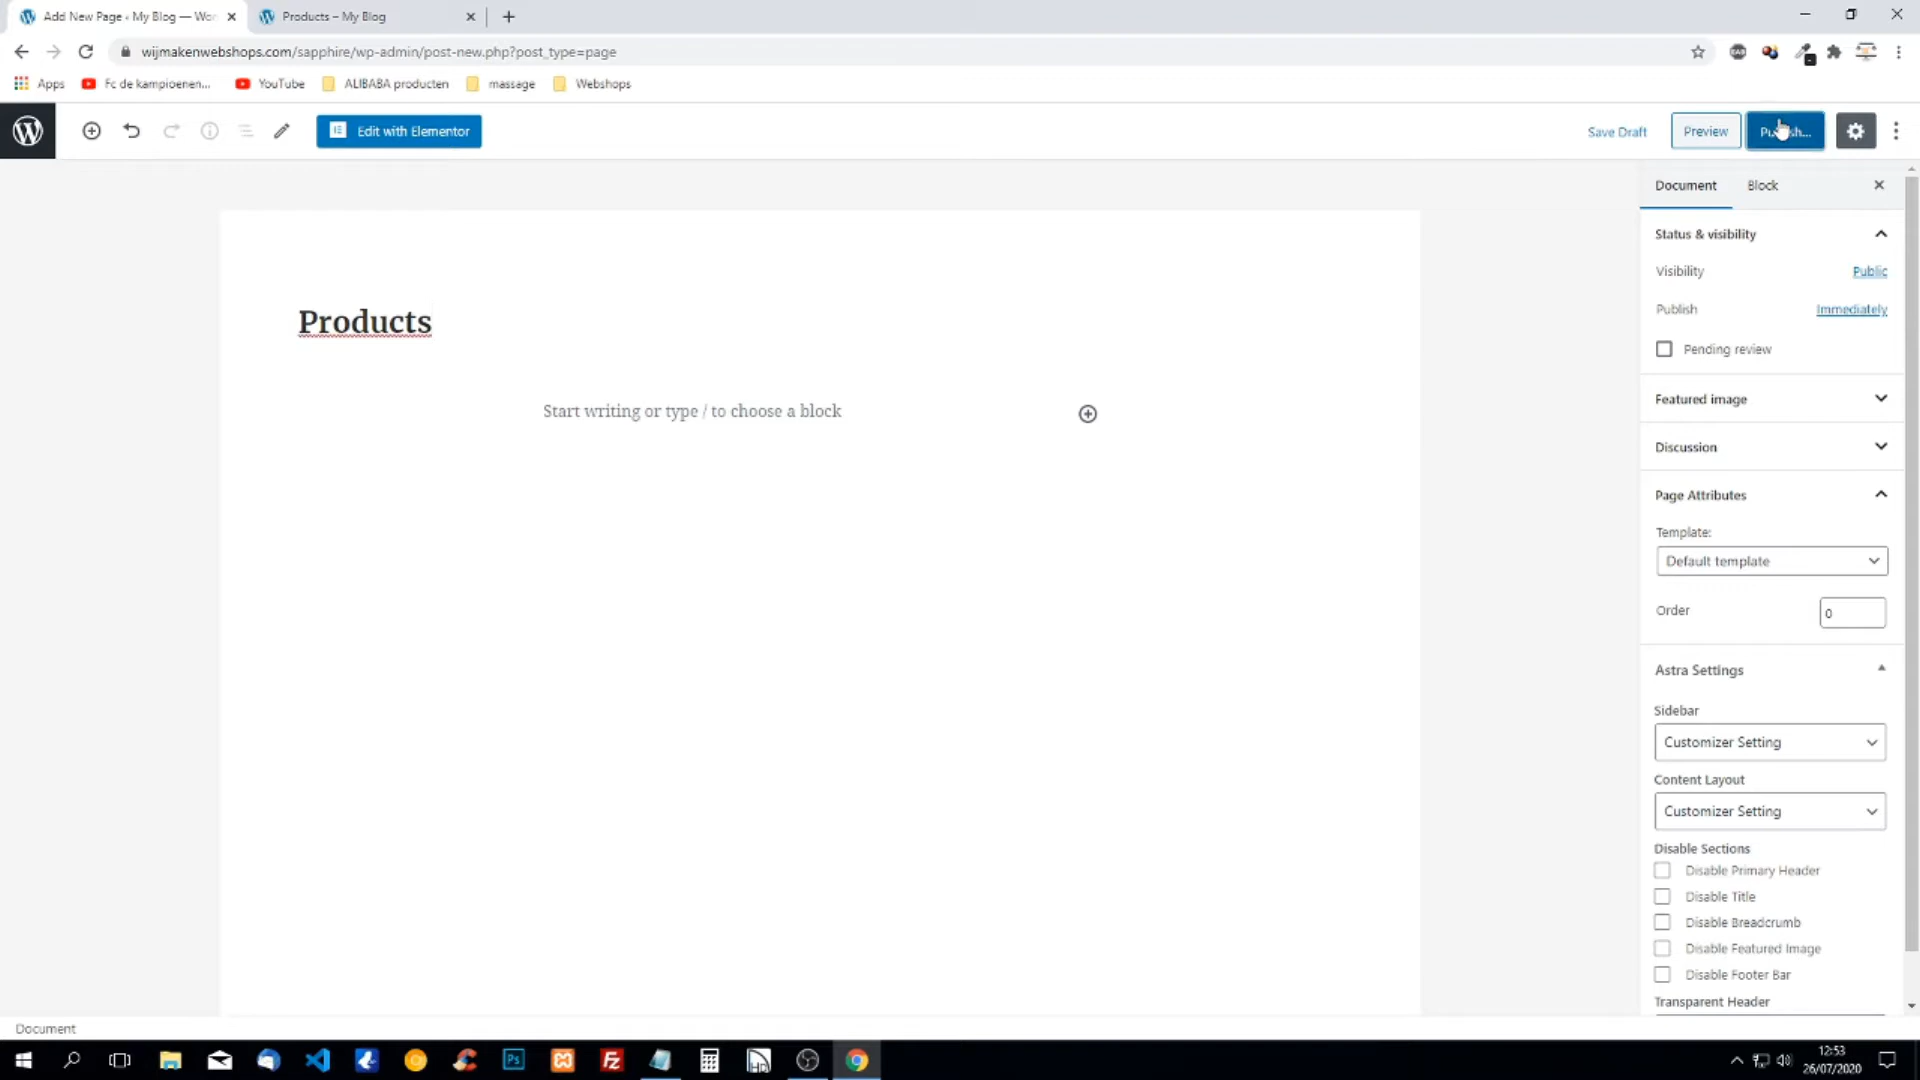 Add New Page ‹ My Blog — Wor
Products – My Blog
wijmakenwebshops.com/sapphire/wp-admin/post-new.php?post_type=page
Apps
Fc de kampioenen...
YouTube
ALIBABA producten
massage
Webshops
Edit with Elementor
Save Draft
Preview
Document
Block
Status & visibility
Visibility
Public
Publish
Immediately
Pending review
Products
Start writing or type / to choose a block
Featured image
Discussion
Page Attributes
Template:
Default template
Order
0
Astra Settings
Sidebar
Customizer Setting
Content Layout
Customizer Setting
Disable Sections
Disable Primary Header
Disable Title
Disable Breadcrumb
Disable Featured Image
Disable Footer Bar
Transparent Header
Document
12:53
26/07/2020